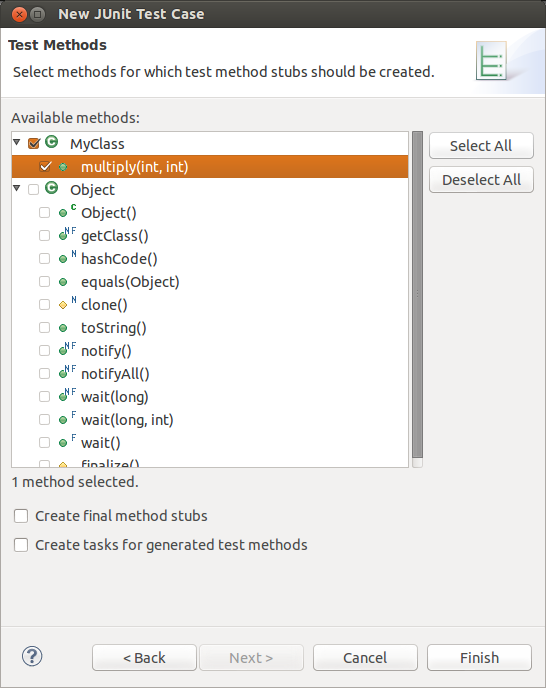 New JUnit Test Case
Test Methods
Select methods for which test method stubs should be created.
Available methods:
MyClass
multiply(int, int)
Object
Object()
getClass()
hashCode()
equals(Object)
clone()
toString()
notify()
notifyAll()
wait(long)
wait(long, int)
wait()
finalize()
Select All
Deselect All
1 method selected.
Create final method stubs
Create tasks for generated test methods
< Back
Next >
Cancel
Finish